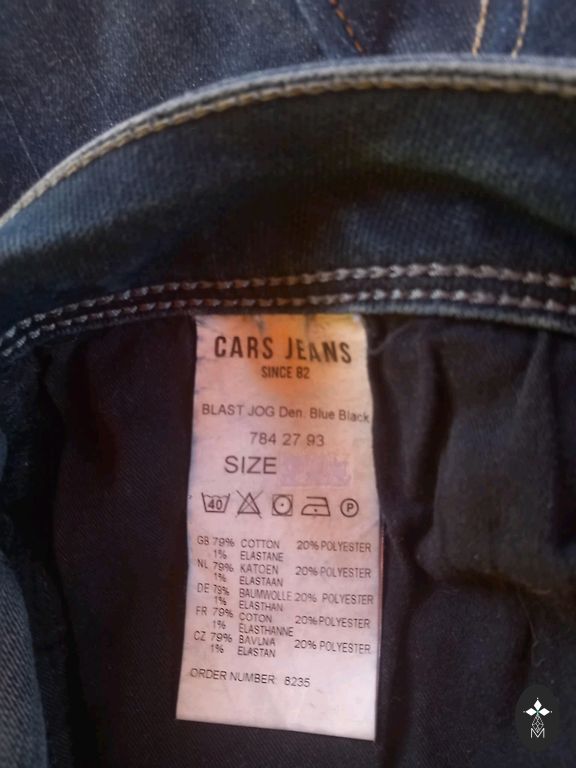 CARS JEANS
SINCE 82
BLAST JOG Den. Blue Black
784 27 93
SIZE
40 P
GB 79% COTTON 20% POLYESTER
1% ELASTANE
NL 79% KATOEN 20% POLYESTER
1% ELASTAAN
DE 79% BAUMWOLLE 20% POLYESTER
1% ELASTHAN
FR 79% COTON 20% POLYESTER
1% ELASTHANNE
CZ 79% BAVLNA 20% POLYESTER
1% ELASTAN
ORDER NUMBER: 8235
M